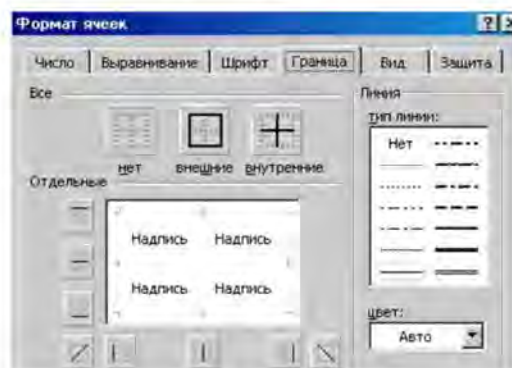 Формат ячеек
Число Выравнивание Шрифт Граница Вид Защита
Все
нет внешние внутренние
Отдельные
Надпись Надпись
Надпись Надпись
Линия
тип линии:
Нет
цвет:
Авто